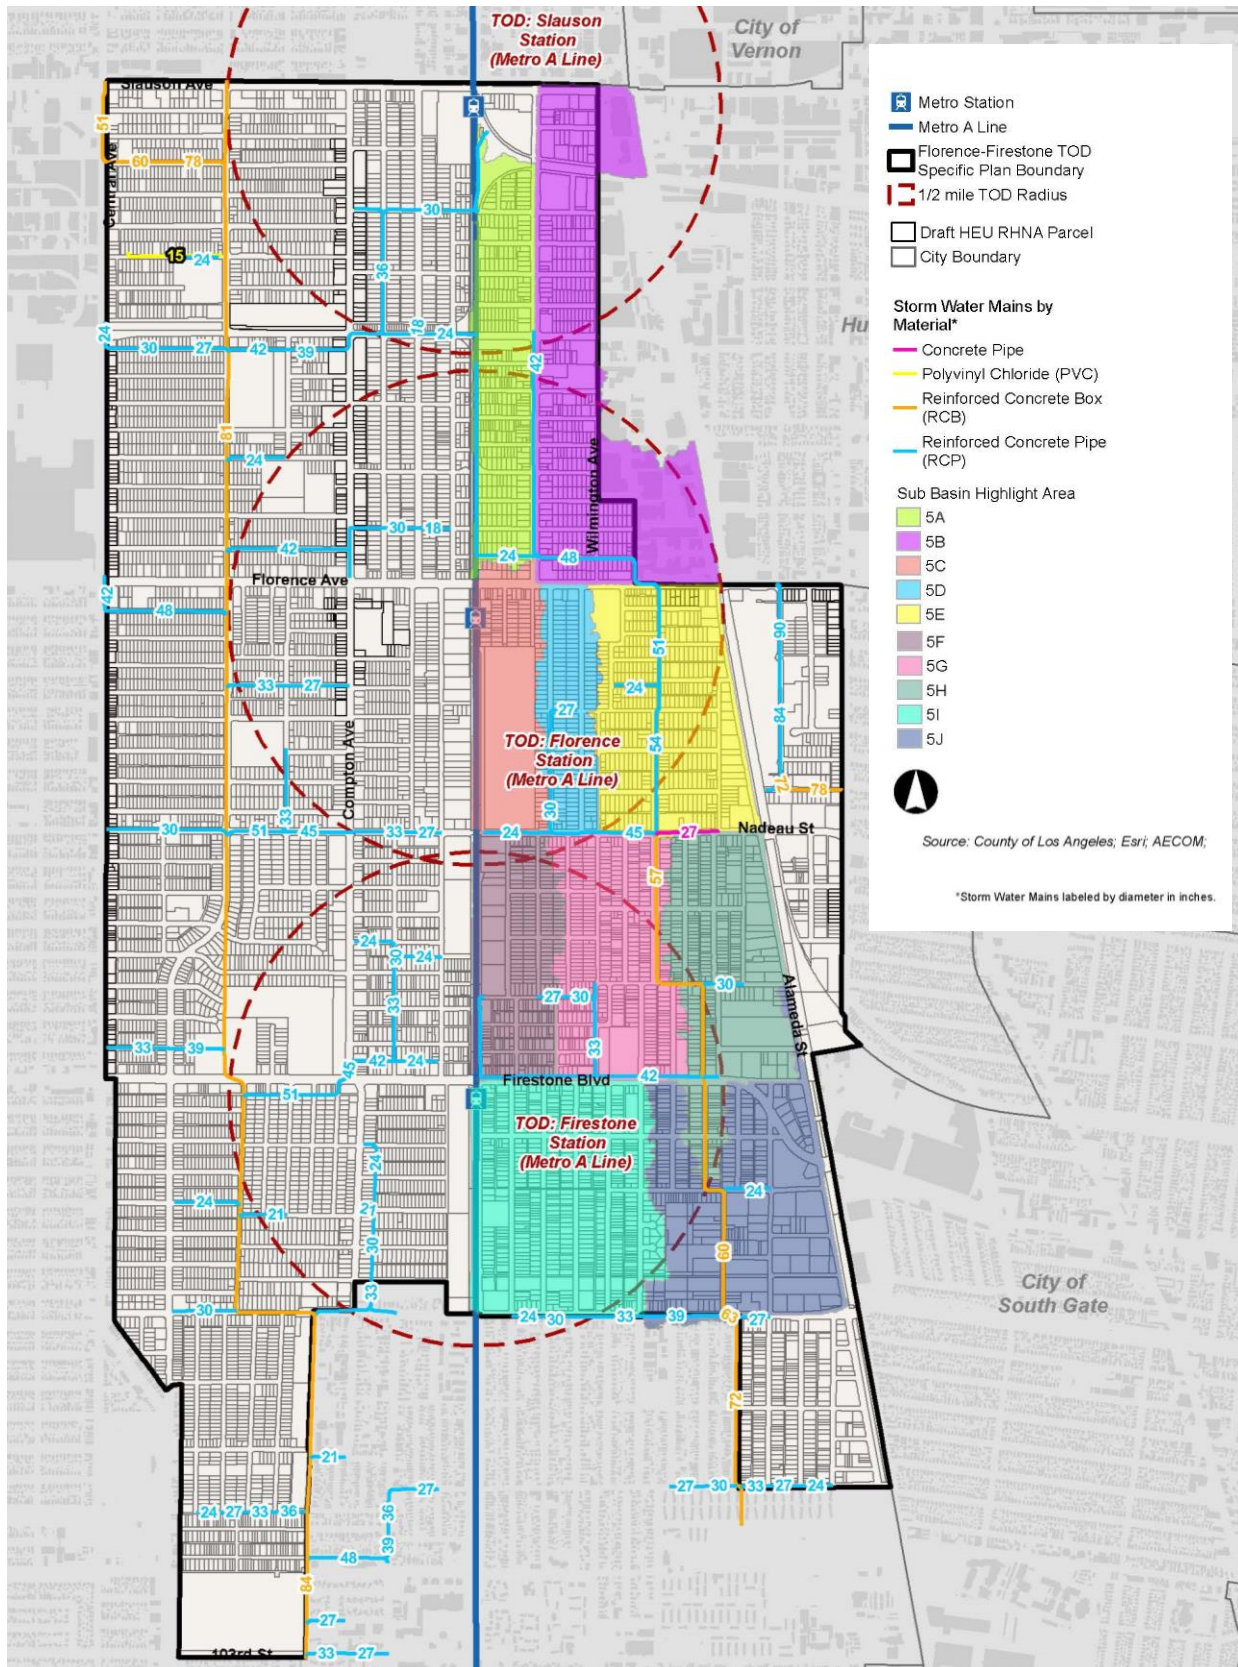 TOD: Slauson
Station
(Metro A Line)
City of
Vernon
Slauson Ave
51
60
78
Central Ave
15
24
30
36
18
24
24
30
27
42
39
42
81
24
Wilmington Ave
30
18
42
24
48
Florence Ave
42
48
51
90
33
27
24
84
27
TOD: Florence
Station
(Metro A Line)
Compton Ave
54
33
30
72
78
30
51
45
33
27
24
45
27
Nadeau St
57
24
30
24
33
27
30
30
33
Alameda St
33
39
42
24
45
42
51
Firestone Blvd
TOD: Firestone
Station
(Metro A Line)
24
24
21
21
24
30
60
33
30
24
30
33
39
63
27
City of
South Gate
72
21
27
27
30
33
27
24
36
24
27
33
36
39
48
84
27
103rd St
33
27
Hu
Metro Station
Metro A Line
Florence-Firestone TOD
Specific Plan Boundary
1/2 mile TOD Radius
Draft HEU RHNA Parcel
City Boundary
Storm Water Mains by
Material*
Concrete Pipe
Polyvinyl Chloride (PVC)
Reinforced Concrete Box
(RCB)
Reinforced Concrete Pipe
(RCP)
Sub Basin Highlight Area
5A
5B
5C
5D
5E
5F
5G
5H
5I
5J
Source: County of Los Angeles; Esri; AECOM;
*Storm Water Mains labeled by diameter in inches.